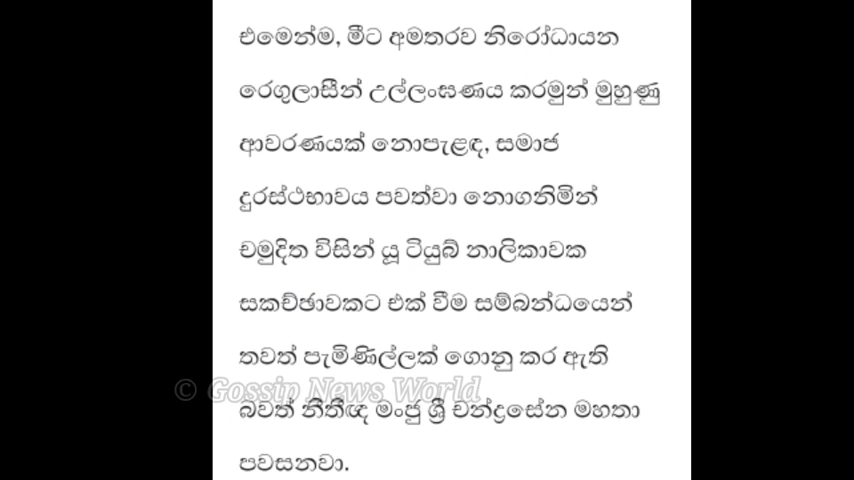 එමෙන්ම, මීට අමතරව නිරෝධායන
රෙගුලාසීන් උල්ලංඝණය කරමුන් මුහුණු
ආවරණයක් නොපැළඳ, සමාජ
දුරස්ථභාවය පවත්වා නොගනිමින්
චමුදිත විසින් යූ ටියුබ් නාලිකාවක
සකච්ඡාවකට එක් වීම සම්බන්ධයෙන්
තවත් පැමිණිල්ලක් ගොනු කර ඇති
© Gossip News World
බවත් නීතීඥ මංජු ශ්‍රී චන්ද්‍රසේන මහතා
පවසනවා.